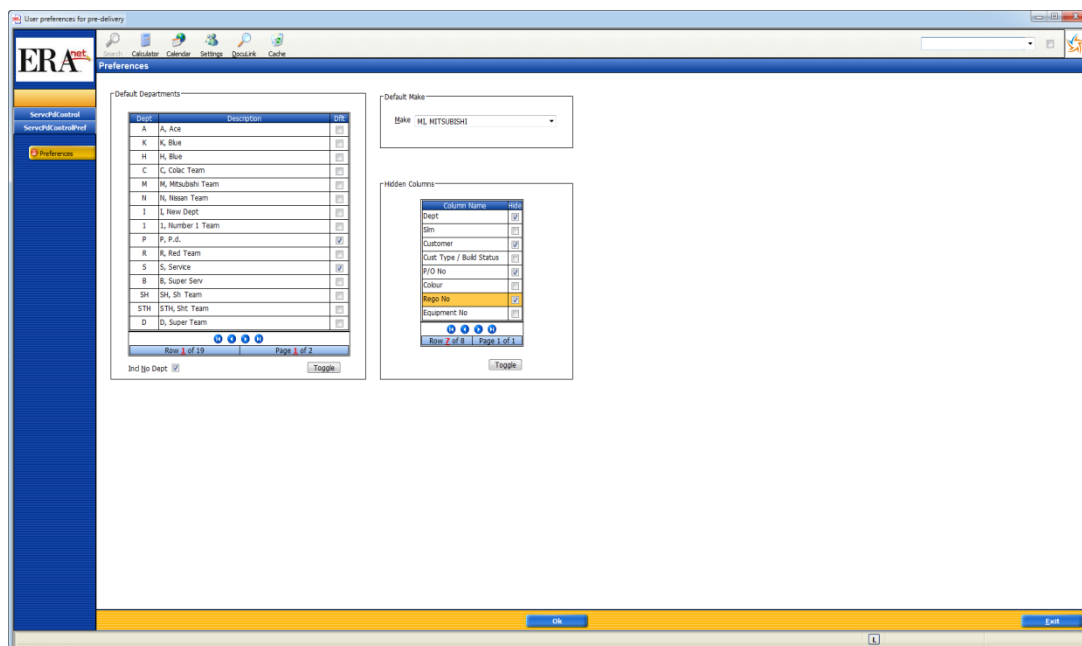 User preferences for pre-delivery
ERAnet
Search Calculator Calendar Settings DocuLink Cache
Preferences
ServcPdControl
ServcPdControlPref
Preferences
Default Departments
Dept Description Dflt
A A, Ace
K K, Blue
H H, Blue
C C, Colac Team
M M, Mitsubishi Team
N N, Nissan Team
I I, New Dept
1 1, Number 1 Team
P P, P.d.
R R, Red Team
S S, Service
B B, Super Serv
SH SH, Sh Team
STH STH, Sht Team
D D, Super Team
Row 1 of 19 Page 1 of 2
Incl No Dept
Toggle
Default Make
Make MI, MITSUBISHI
Hidden Columns
Column Name Hide
Dept
Slm
Customer
Cust Type / Build Status
P/O No
Colour
Rego No
Equipment No
Row 7 of 8 Page 1 of 1
Toggle
Ok
Exit
L